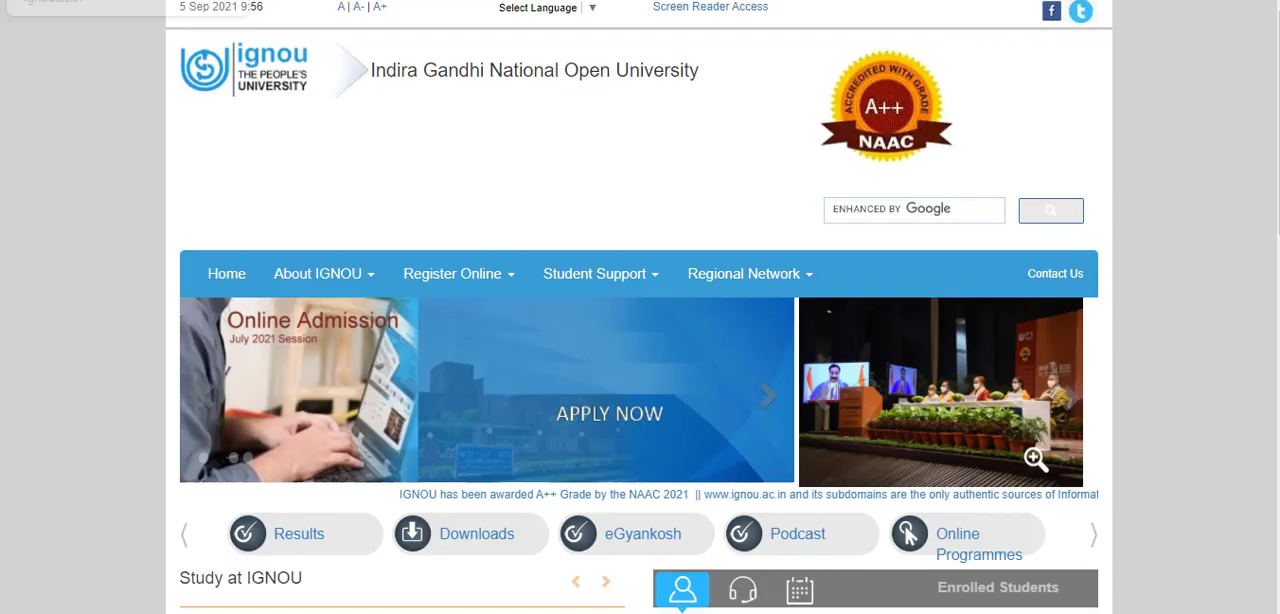 5 Sep 2021 9:56
A | A- | A+
Select Language ▼
Screen Reader Access
ignou
THE PEOPLE'S
UNIVERSITY
Indira Gandhi National Open University
ACCREDITED WITH GRADE
A++
NAAC
ENHANCED BY Google
Home About IGNOU Register Online Student Support Regional Network Contact Us
Online Admission
July 2021 Session
APPLY NOW
IGNOU has been awarded A++ Grade by the NAAC 2021 || www.ignou.ac.in and its subdomains are the only authentic sources of Informat
Results Downloads eGyankosh Podcast Online
Programmes
Study at IGNOU
Enrolled Students